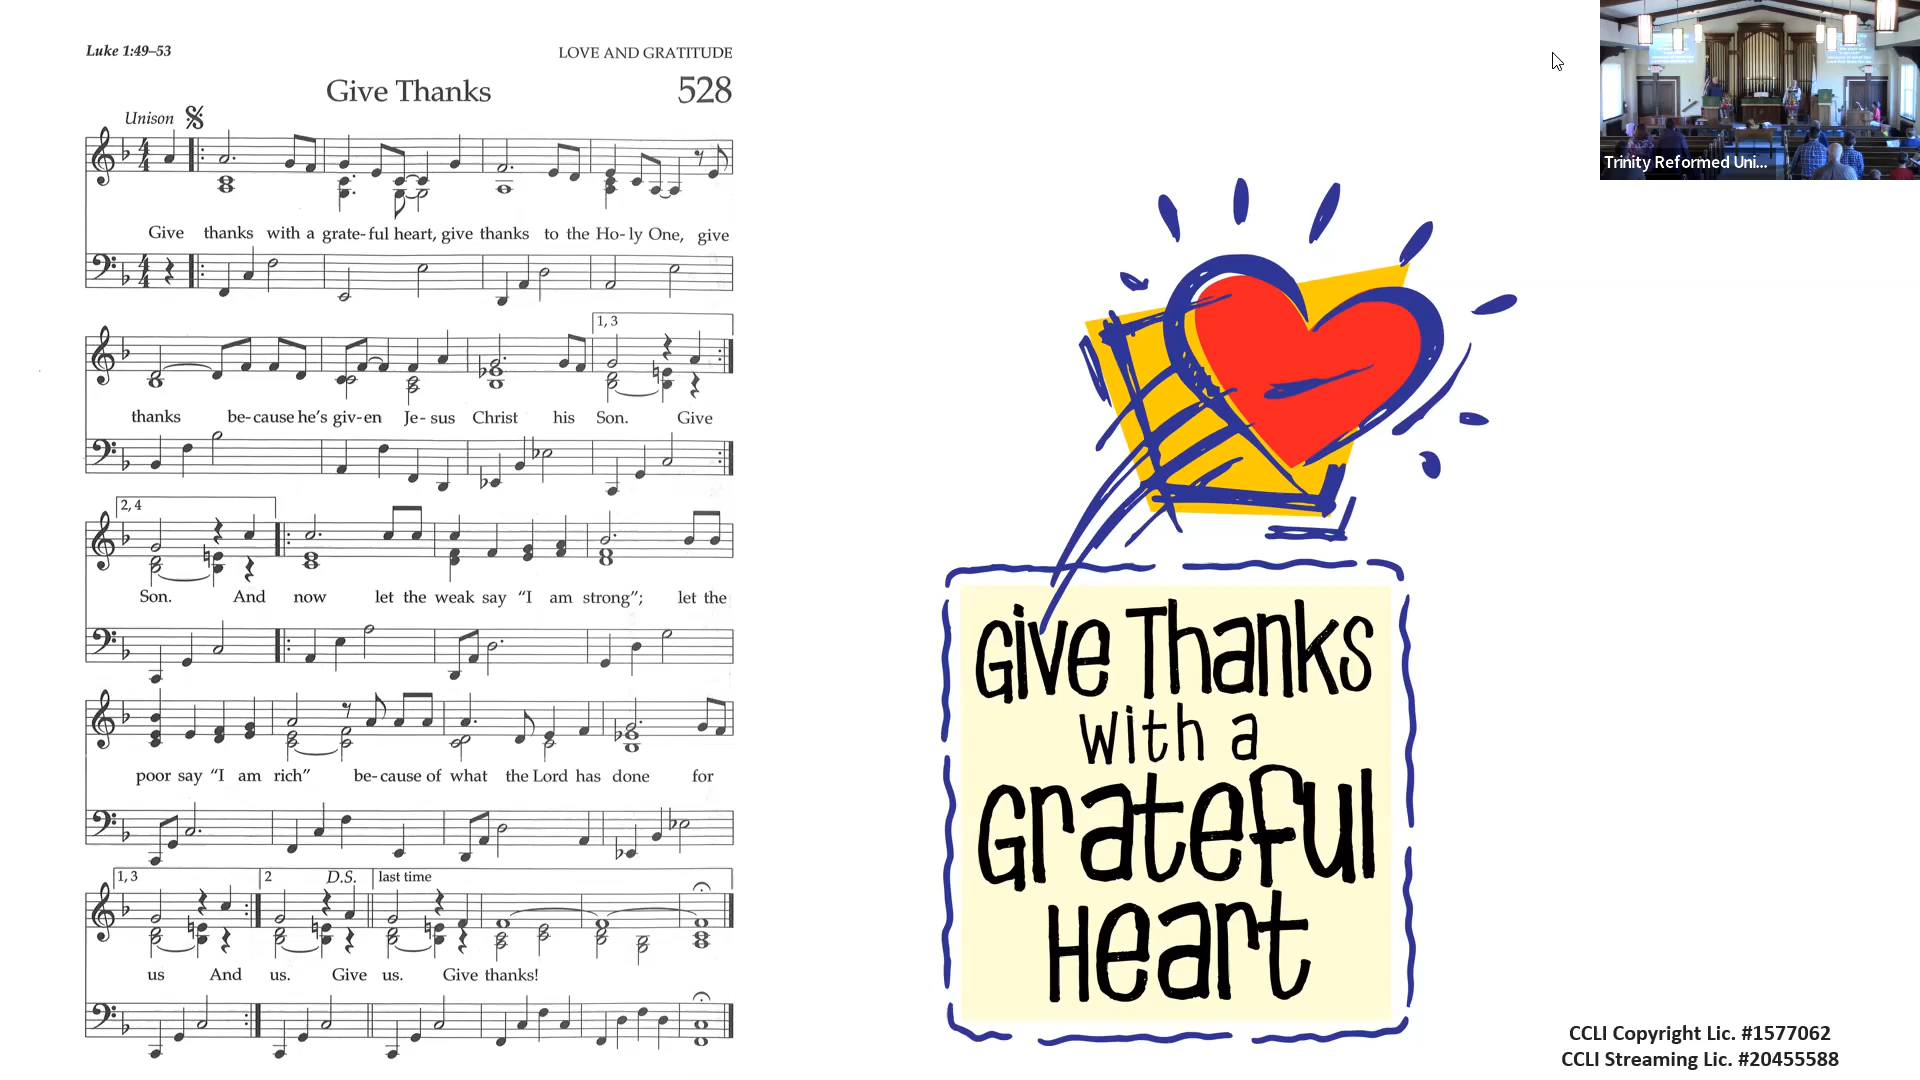 Luke 1:49–53
LOVE AND GRATITUDE
Give Thanks
528
Unison
Give thanks with a grate-ful heart, give thanks to the Ho-ly One, give
1, 3
thanks be-cause he's giv-en Je-sus Christ his Son. Give
2, 4
Son. And now let the weak say “I am strong”; let the
poor say “I am rich” be-cause of what the Lord has done for
1, 3
2
D.S.
last time
us And us. Give us. Give thanks!
Give Thanks
with a
Grateful
Heart
Trinity Reformed Uni...
CCLI Copyright Lic. #1577062
CCLI Streaming Lic. #20455588